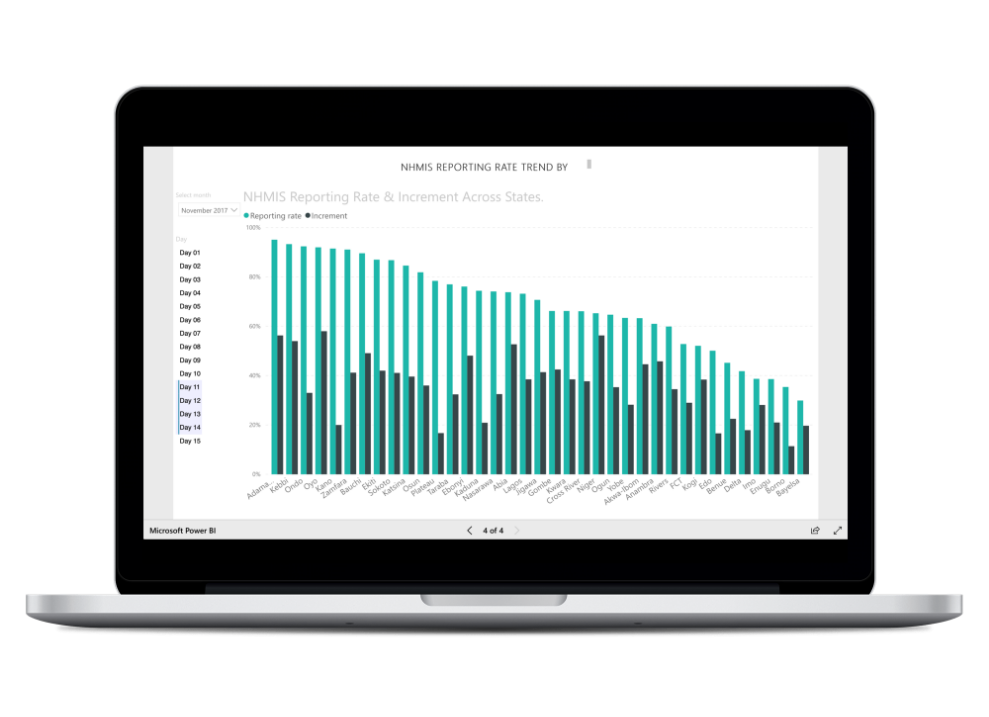 NHMIS REPORTING RATE TREND BY
Select month
November 2017
NHMIS Reporting Rate & Increment Across States.
Reporting rate Increment
Day
Day 01
Day 02
Day 03
Day 04
Day 05
Day 06
Day 07
Day 08
Day 09
Day 10
Day 11
Day 12
Day 13
Day 14
Day 15
100%
80%
60%
40%
20%
0%
Adama...
Kebbi
Ondo
Oyo
Kano
Zamfara
Bauchi
Ekiti
Sokoto
Katsina
Osun
Plateau
Taraba
Ebonyi
Kaduna
Nasarawa
Abia
Lagos
Jigawa
Gombe
Kwara
Cross River
Niger
Ogun
Yobe
Akwa-Ibom
Anambra
Rivers
FCT
Kogi
Edo
Benue
Delta
Imo
Enugu
Borno
Bayelsa
Microsoft Power BI
4 of 4